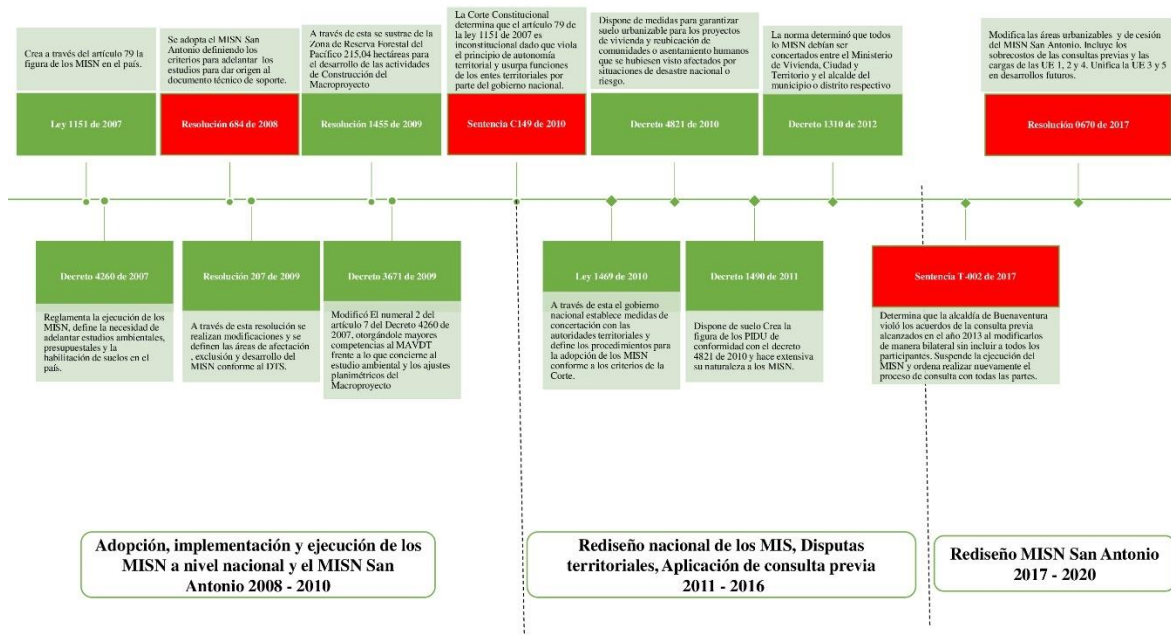 Crea a través del artículo 79 la
figura de los MISN en el país.
Ley 1151 de 2007
Se adopta el MISN San
Antonio definiendo los
criterios para adelantar los
estudios para dar origen al
documento técnico de soporte.
Resolución 684 de 2008
A través de esta se sustrae de la
Zona de Reserva Forestal del
Pacífico 215,04 hectáreas para
el desarrollo de las actividades
de Construcción del
Macroproyecto
Resolución 1455 de 2009
La Corte Constitucional
determina que el artículo 79 de
la ley 1151 de 2007 es
inconstitucional dado que viola
el principio de autonomía
territorial y usurpa funciones
de los entes territoriales por
parte del gobierno nacional.
Sentencia C149 de 2010
Dispone de medidas para garantizar
suelo urbanizable para los proyectos
de vivienda y reubicación de
comunidades o asentamiento humanos
que se hubiesen visto afectados por
situaciones de desastre nacional o
riesgo.
Decreto 4821 de 2010
La norma determinó que todos
lo MISN debían ser
concertados entre el Ministerio
de Vivienda, Ciudad y
Territorio y el alcalde del
municipio o distrito respectivo
Decreto 1310 de 2012
Modifica las áreas urbanizables y de cesión
del MISN San Antonio. Incluye los
sobrecostos de las consultas previas y las
cargas de las UE 1, 2 y 4. Unifica la UE 3 y 5
en desarrollos futuros.
Resolución 0670 de 2017
Decreto 4260 de 2007
Reglamenta la ejecución de los
MISN, define la necesidad de
adelantar estudios ambientales,
presupuestales y la
habilitación de suelos en el
país.
Resolución 207 de 2009
A través de esta resolución se
realizan modificaciones y se
definen las áreas de afectación
, exclusión y desarrollo del
MISN conforme al DTS.
Decreto 3671 de 2009
Modificó El numeral 2 del
artículo 7 del Decreto 4260 de
2007, otorgándole mayores
competencias al MAVDT
frente a lo que concierne al
estudio ambiental y los ajustes
planimétricos del
Macroproyecto
Ley 1469 de 2010
A través de esta el gobierno
nacional establece medidas de
concertación con las
autoridades territoriales y
define los procedimientos para
la adopción de los MISN
conforme a los criterios de la
Corte.
Decreto 1490 de 2011
Dispone de suelo Crea la
figura de los PIDU de
conformidad con el decreto
4821 de 2010 y hace extensiva
su naturaleza a los MISN.
Sentencia T-002 de 2017
Determina que la alcaldía de Buenaventura
violó los acuerdos de la consulta previa
alcanzados en el año 2013 al modificarlos de
manera bilateral sin incluir a todos los
participantes. Suspende la ejecución del
MISN y ordena realizar nuevamente el
proceso de consulta con todas las partes.
Adopción, implementación y ejecución de los
MISN a nivel nacional y el MISN San
Antonio 2008 - 2010
Rediseño nacional de los MIS, Disputas
territoriales, Aplicación de consulta previa
2011 - 2016
Rediseño MISN San Antonio
2017 - 2020